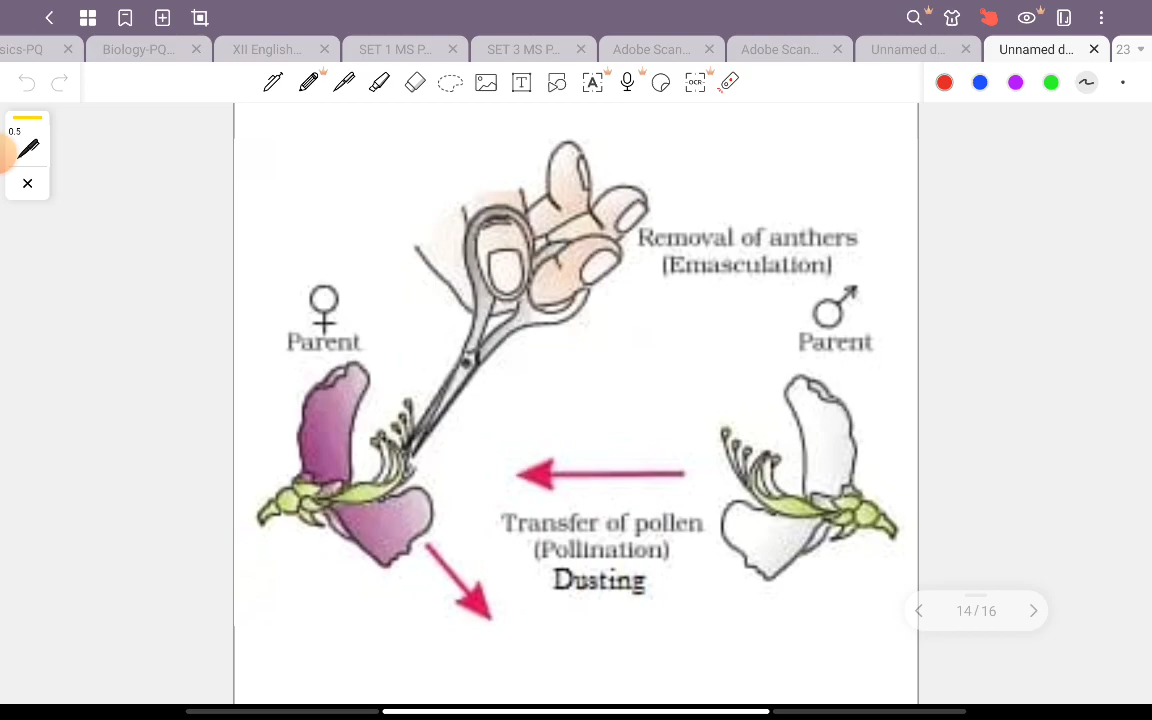 sics-PQ
Biology-PQ...
XII English...
SET 1 MS P...
SET 3 MS P...
Adobe Scan...
Adobe Scan...
Unnamed d...
Unnamed d...
23
A
T
OCR
0.5
Removal of anthers
(Emasculation)
Parent
Parent
Transfer of pollen
(Pollination)
Dusting
14/16